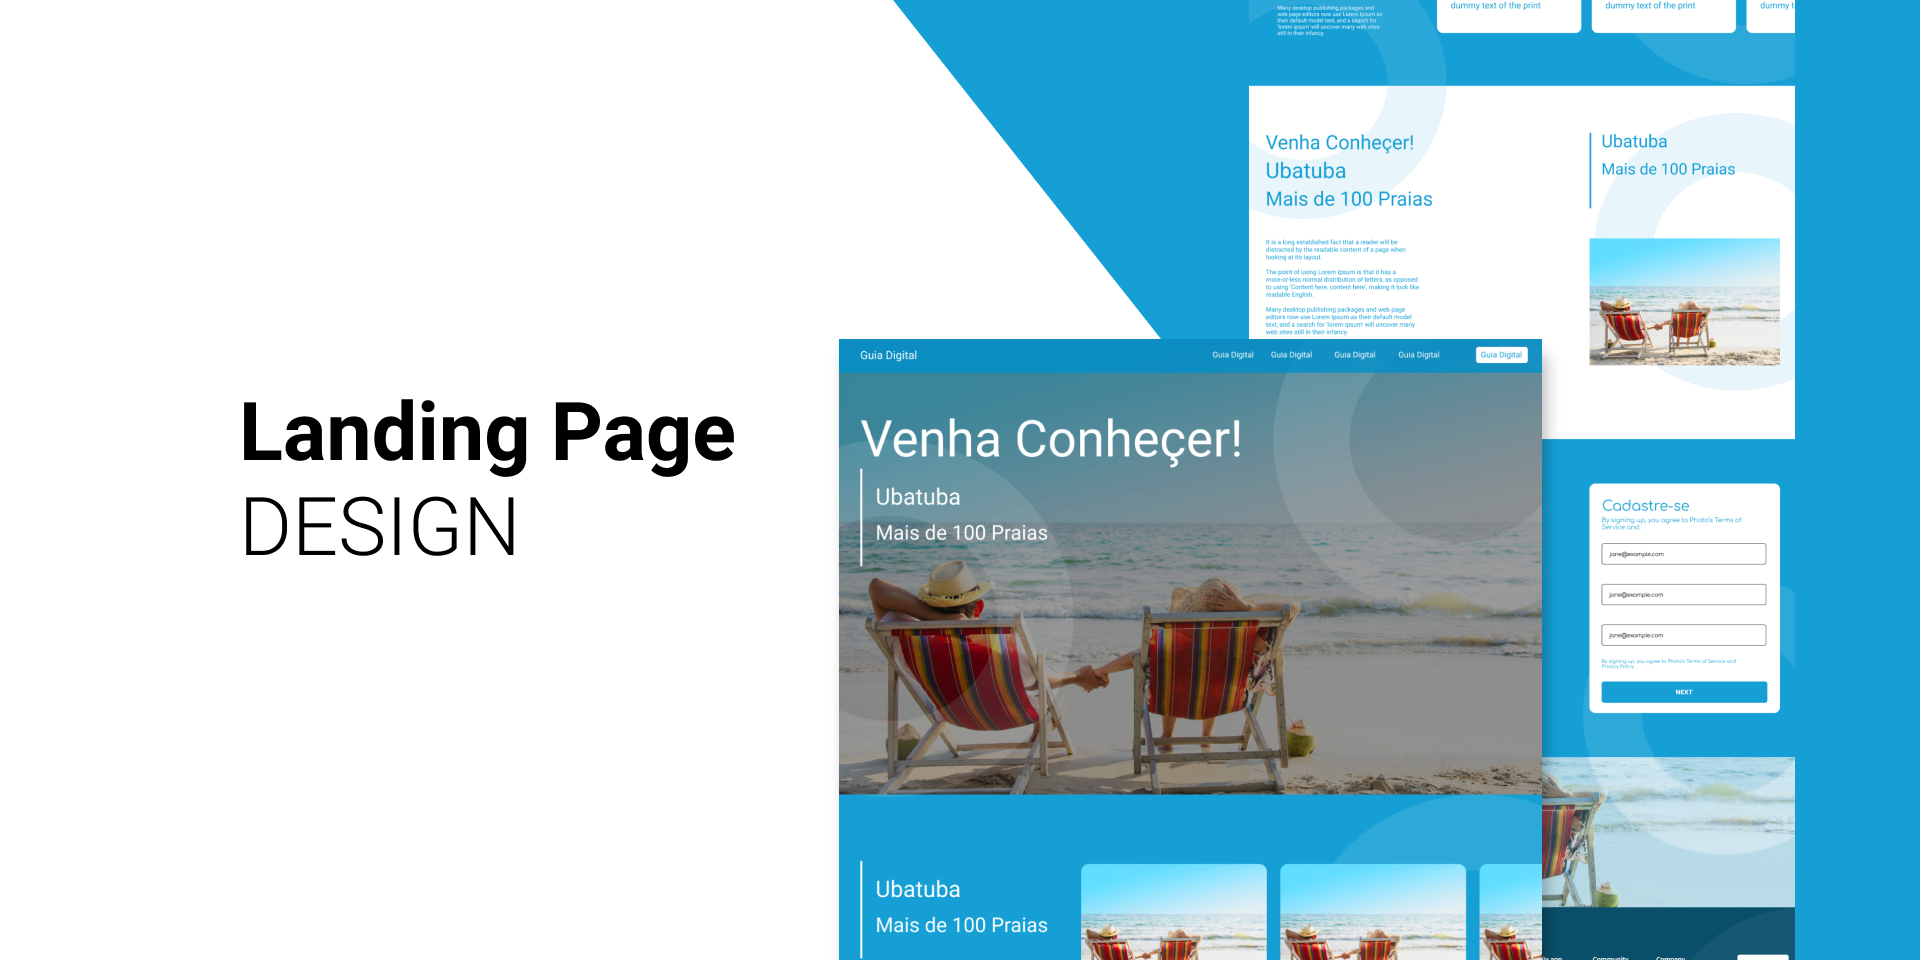 Landing Page
DESIGN
Many desktop publishing packages and
web page editors now use Lorem Ipsum as
their default model text, and a search for
'lorem ipsum' will uncover many web sites
still in their infancy.
dummy text of the print
dummy text of the print
dummy t
Venha Conheçer!
Ubatuba
Mais de 100 Praias
It is a long established fact that a reader will be
distracted by the readable content of a page when
looking at its layout.
The point of using Lorem Ipsum is that it has a
more-or-less normal distribution of letters, as opposed
to using 'Content here, content here', making it look like
readable English.
Many desktop publishing packages and web page
editors now use Lorem Ipsum as their default model
text, and a search for 'lorem ipsum' will uncover many
web sites still in their infancy.
Ubatuba
Mais de 100 Praias
Guia Digital
Guia Digital
Guia Digital
Guia Digital
Guia Digital
Guia Digital
Venha Conheçer!
Ubatuba
Mais de 100 Praias
Ubatuba
Mais de 100 Praias
Cadastre-se
By signing up, you agree to Photo's Terms of
Service and.
jane@example.com
jane@example.com
jane@example.com
By signing up, you agree to Photo's Terms of Service and
Privacy Policy.
NEXT
Community
Company